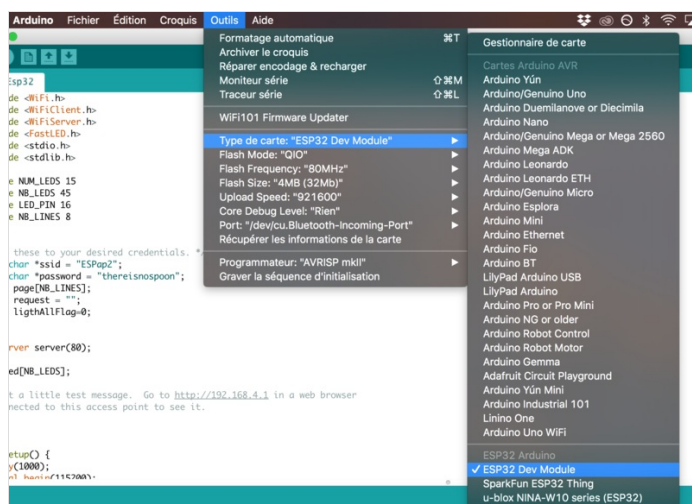 Arduino Fichier Édition Croquis Outils Aide
Esp32
de <WiFi.h>
de <WiFiClient.h>
de <WiFiServer.h>
de <FastLED.h>
de <stdio.h>
de <stdlib.h>
e NUM_LEDS 15
e NB_LEDS 45
e LED_PIN 16
e NB_LINES 8
these to your desired credentials. *
char *ssid = "ESPap2";
char *password = "thereisnospoon";
page[NB_LINES];
request = "";
ligthAllFlag=0;
rver server(80);
ed[NB_LEDS];
t a little test message. Go to http://192.168.4.1 in a web browser
nected to this access point to see it.
etup() {
y(1000);
al.begin(115200);
Formatage automatique ⌘T
Archiver le croquis
Réparer encodage & recharger
Moniteur série ⇧⌘M
Traceur série ⇧⌘L
WiFi101 Firmware Updater
Type de carte: "ESP32 Dev Module"
Flash Mode: "QIO"
Flash Frequency: "80MHz"
Flash Size: "4MB (32Mb)"
Upload Speed: "921600"
Core Debug Level: "Rien"
Port: "/dev/cu.Bluetooth-Incoming-Port"
Récupérer les informations de la carte
Programmateur: "AVRISP mkII"
Graver la séquence d'initialisation
Gestionnaire de carte
Cartes Arduino AVR
Arduino Yún
Arduino/Genuino Uno
Arduino Duemilanove or Diecimila
Arduino Nano
Arduino/Genuino Mega or Mega 2560
Arduino Mega ADK
Arduino Leonardo
Arduino Leonardo ETH
Arduino/Genuino Micro
Arduino Esplora
Arduino Mini
Arduino Ethernet
Arduino Fio
Arduino BT
LilyPad Arduino USB
LilyPad Arduino
Arduino Pro or Pro Mini
Arduino NG or older
Arduino Robot Control
Arduino Robot Motor
Arduino Gemma
Adafruit Circuit Playground
Arduino Yún Mini
Arduino Industrial 101
Linino One
Arduino Uno WiFi
ESP32 Arduino
✓ ESP32 Dev Module
SparkFun ESP32 Thing
u-blox NINA-W10 series (ESP32)